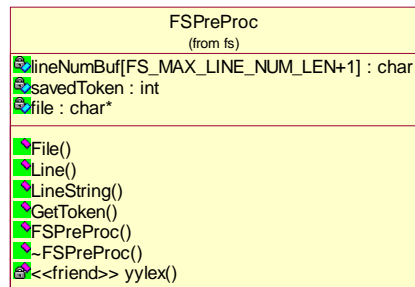 FSPreProc
(from fs)
lineNumBuf[FS_MAX_LINE_NUM_LEN+1] : char
savedToken : int
file : char*
File()
Line()
LineString()
GetToken()
FSPreProc()
~FSPreProc()
<<friend>> yylex()